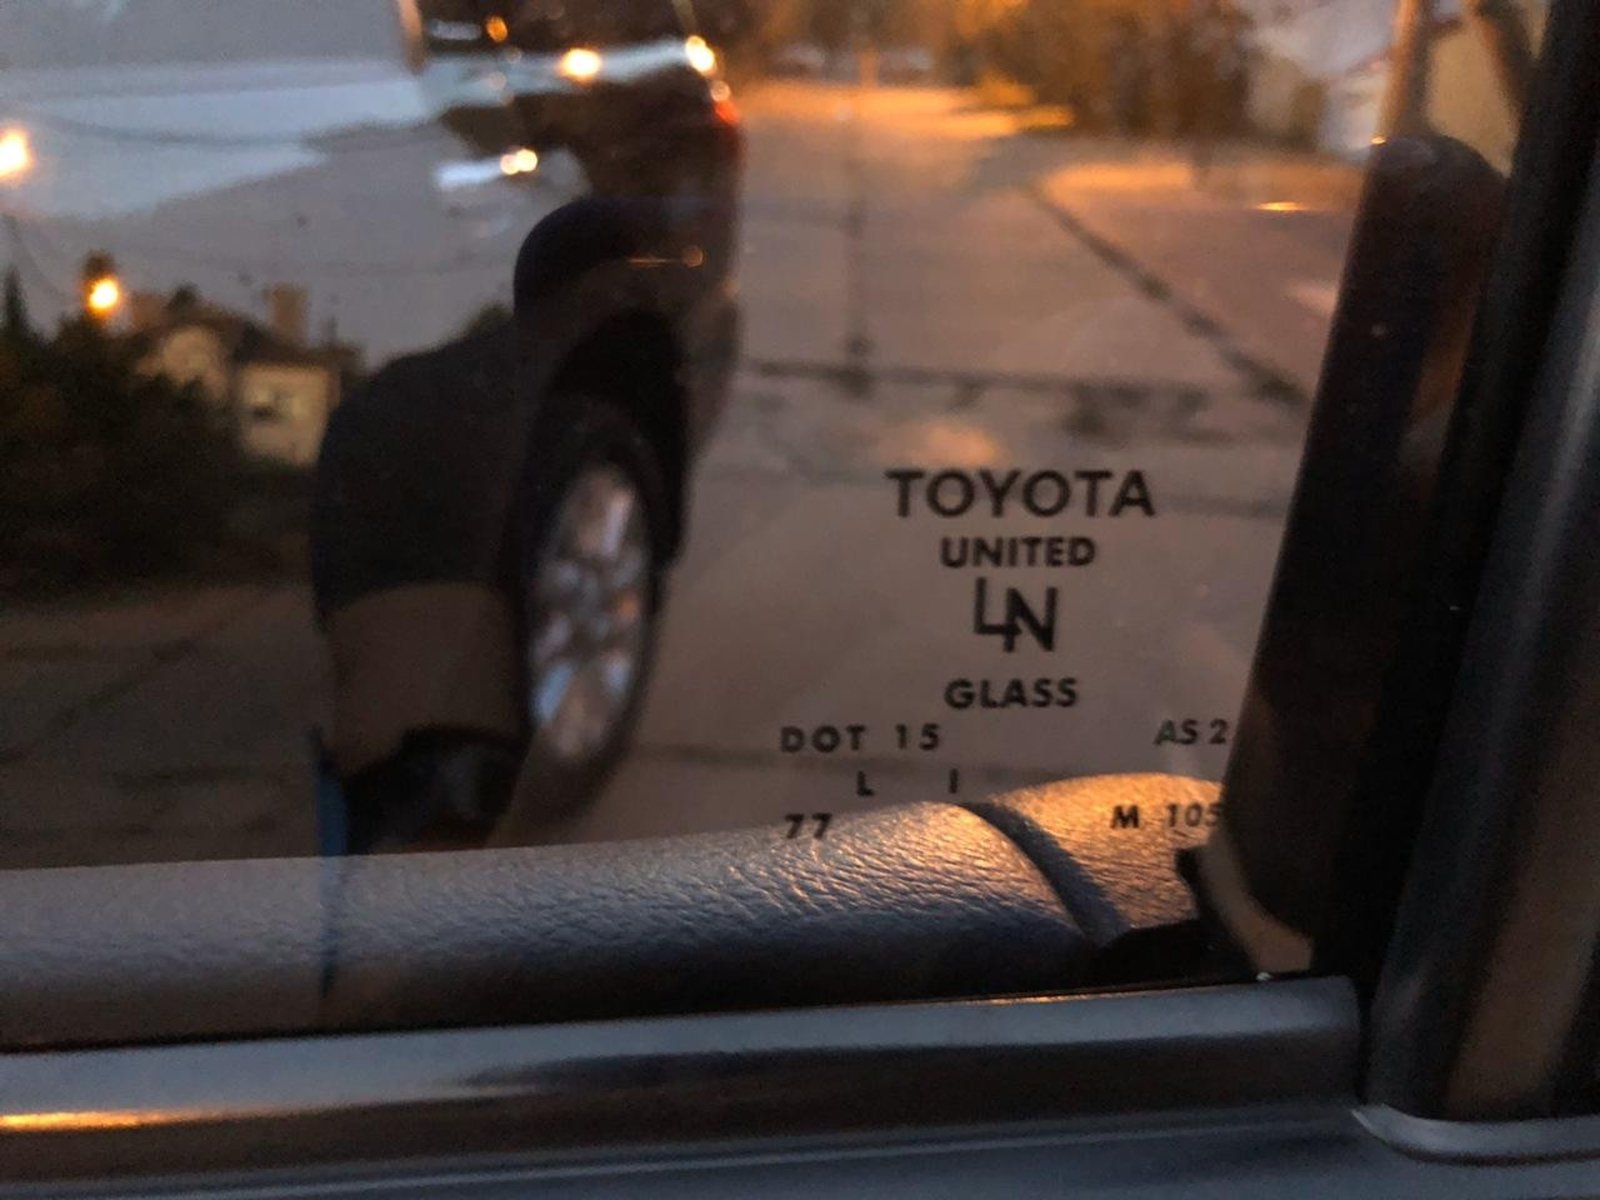 TOYOTA
UNITED
LN
GLASS
DOT 15 AS 2
L I
77 M 105